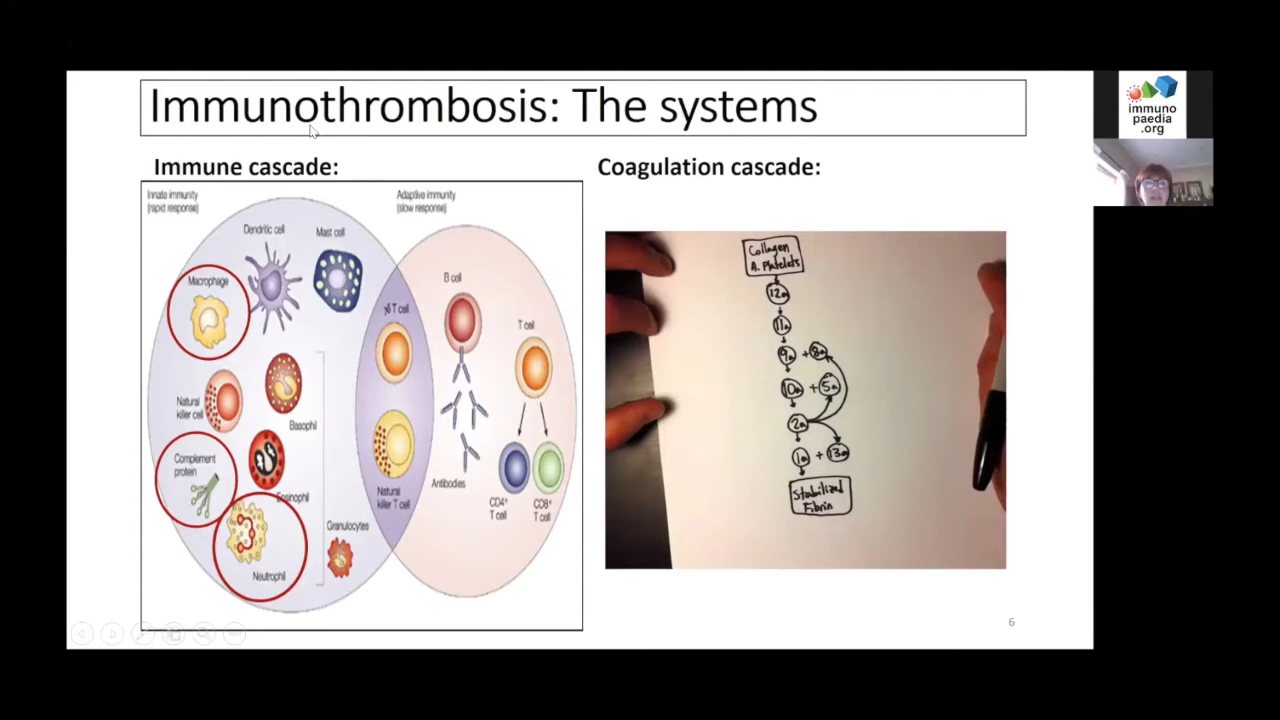 Immunothrombosis: The systems
immuno
paedia
.org
Immune cascade:
Innate immunity
(rapid response)
Adaptive immunity
(slow response)
Dendritic cell
Mast cell
Macrophage
B cell
γδ T cell
T cell
Natural
killer cell
Basophil
Complement
protein
Eosinophil
Antibodies
Natural
killer T cell
CD4+
T cell
CD8+
T cell
Granulocytes
Neutrophil
Coagulation cascade:
Collagen
A. Platelets
12a
11a
9a + 8a
10a + 5a
2a
1a + 13a
Stabilized
Fibrin
6